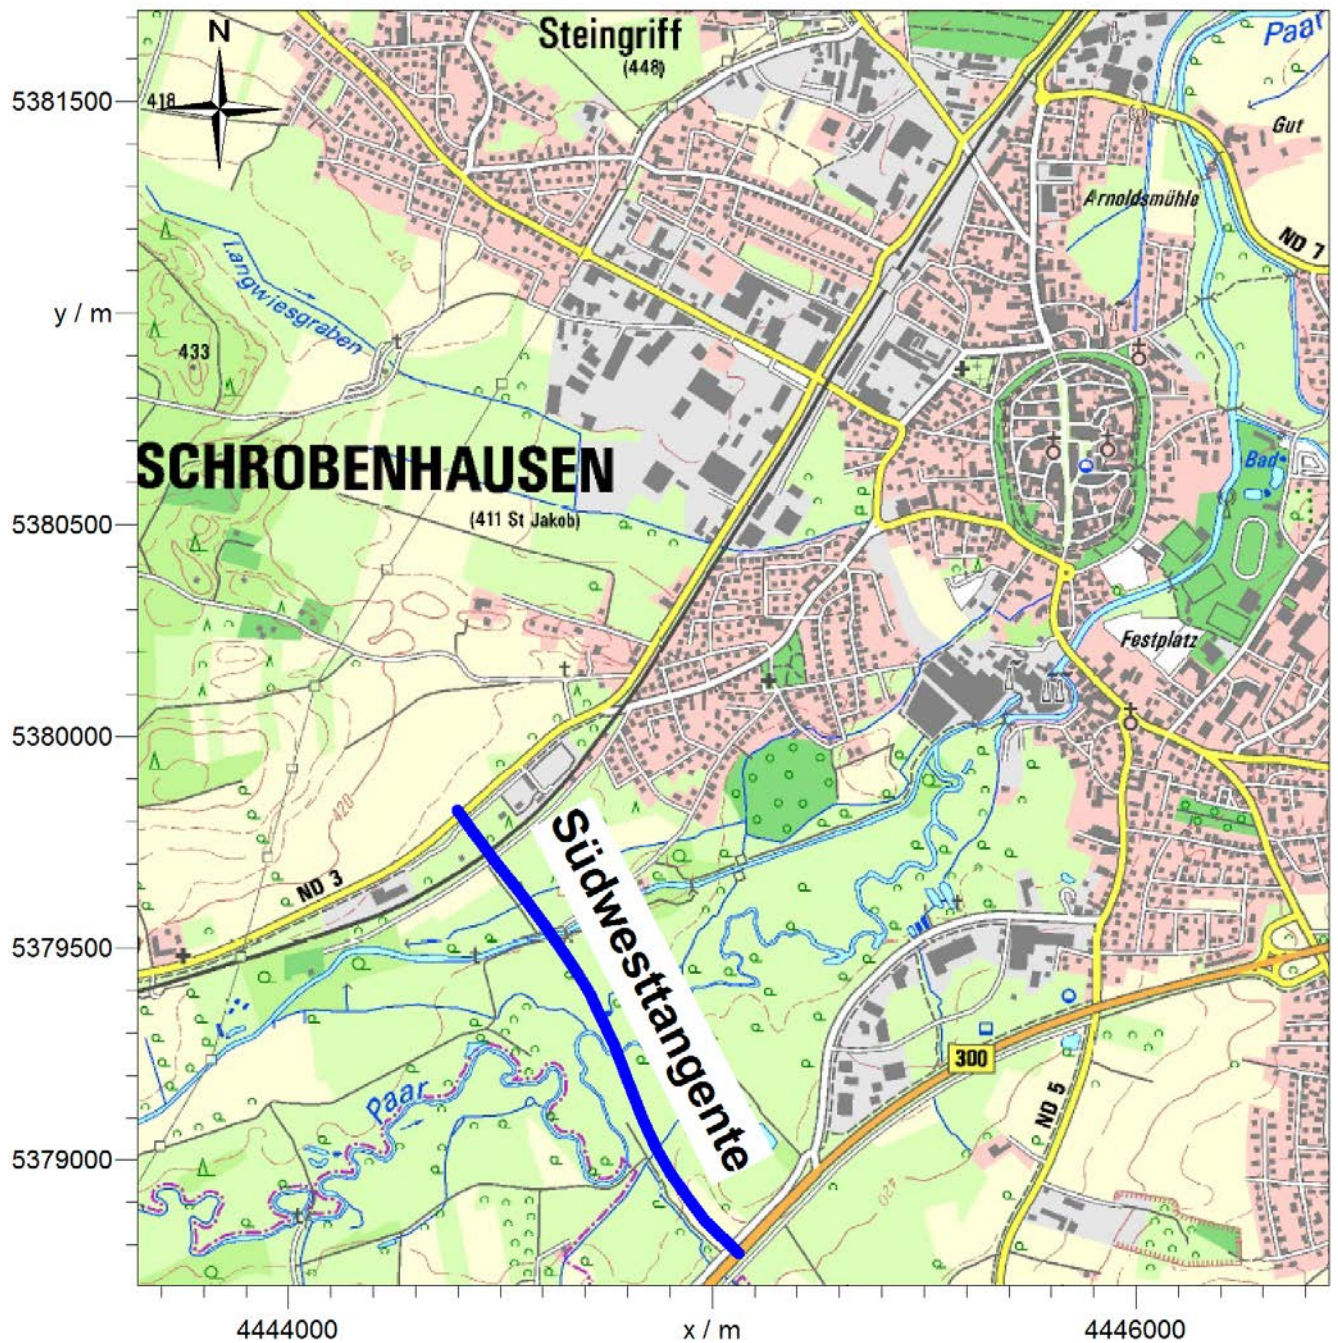 N
Steingriff
(448)
Paar
5381500
418
Gut
Arnoldsmühle
ND 7
Langwiesgraben
y / m
433
SCHROBENHAUSEN
(411 St Jakob)
Bad
5380500
Festplatz
5380000
420
420
Südwesttangente
ND 3
5379500
300
Paar
ND 5
5379000
420
4444000
x / m
4446000